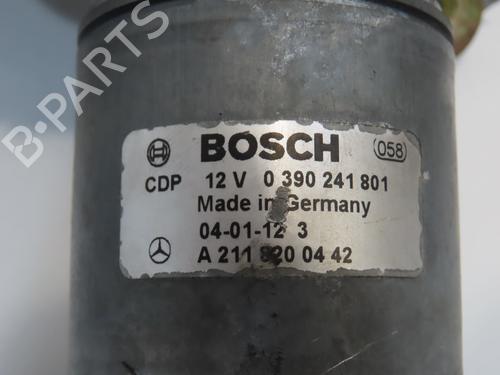 B-PARTS
BOSCH 058
CDP 12 V 0 390 241 801
Made in Germany
04-01-12 3
A 211 820 04 42